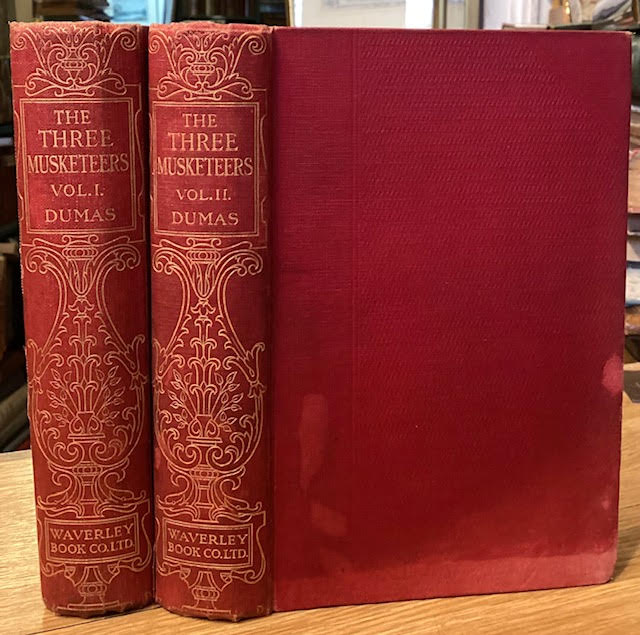 THE
THREE
MUSKETEERS
VOL.I.
DUMAS
WAVERLEY
BOOK CO. LTD.
THE
THREE
MUSKETEERS
VOL.II.
DUMAS
WAVERLEY
BOOK CO. LTD.